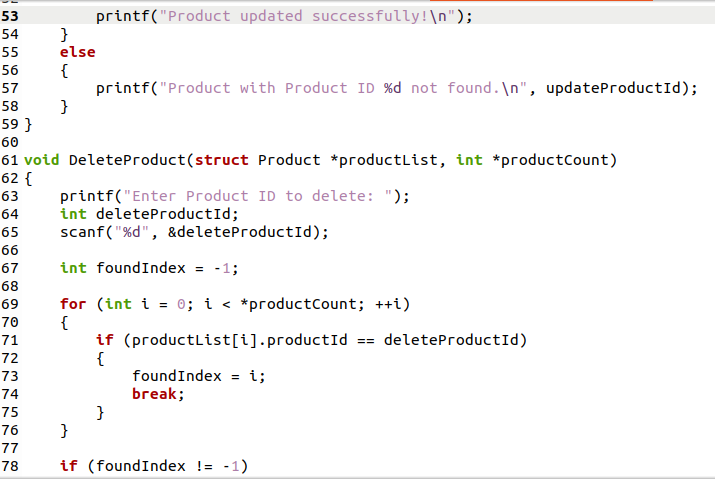 53         printf("Product updated successfully!\n");
54     }
55     else
56     {
57         printf("Product with Product ID %d not found.\n", updateProductId);
58     }
59 }
60
61 void DeleteProduct(struct Product *productList, int *productCount)
62 {
63     printf("Enter Product ID to delete: ");
64     int deleteProductId;
65     scanf("%d", &deleteProductId);
66
67     int foundIndex = -1;
68
69     for (int i = 0; i < *productCount; ++i)
70     {
71         if (productList[i].productId == deleteProductId)
72         {
73             foundIndex = i;
74             break;
75         }
76     }
77
78     if (foundIndex != -1)